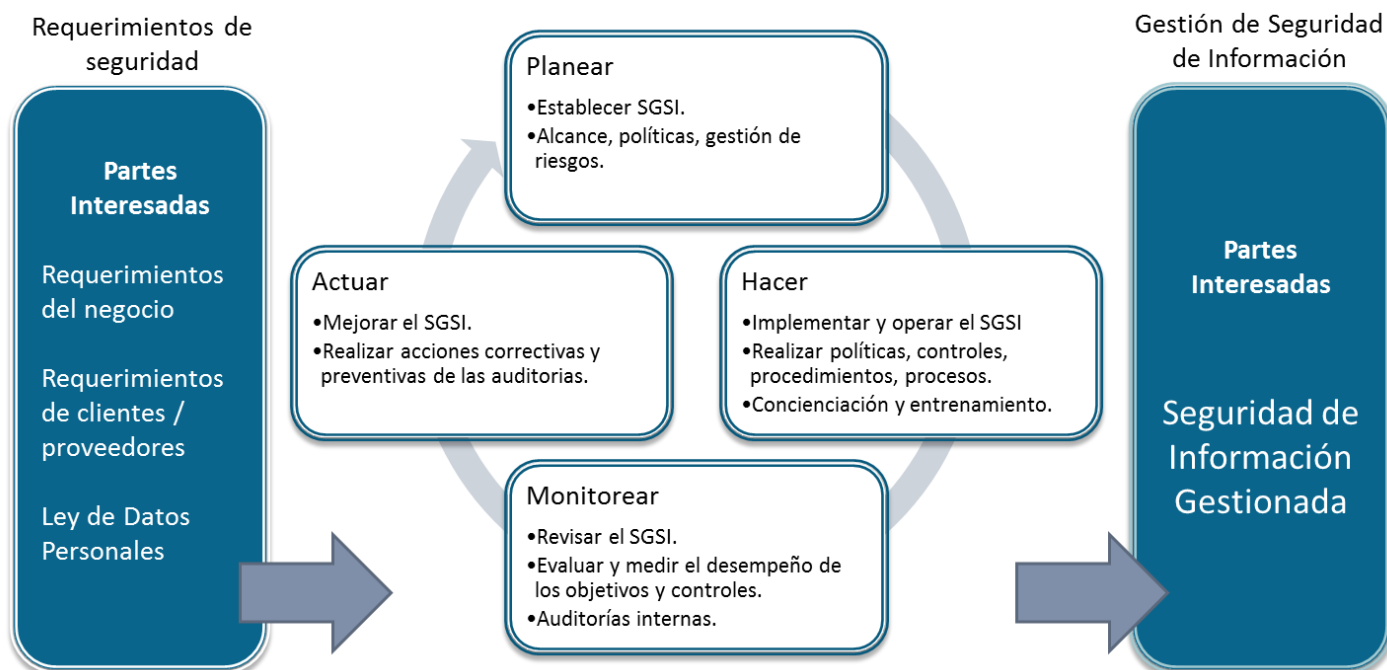 Requerimientos de
seguridad
Partes
Interesadas
Requerimientos
del negocio
Requerimientos
de clientes /
proveedores
Ley de Datos
Personales
Planear
•Establecer SGSI.
•Alcance, políticas, gestión de
riesgos.
Actuar
•Mejorar el SGSI.
•Realizar acciones correctivas y
preventivas de las auditorias.
Hacer
•Implementar y operar el SGSI
•Realizar políticas, controles,
procedimientos, procesos.
•Concienciación y entrenamiento.
Monitorear
•Revisar el SGSI.
•Evaluar y medir el desempeño de
los objetivos y controles.
•Auditorías internas.
Gestión de Seguridad
de Información
Partes
Interesadas
Seguridad de
Información
Gestionada